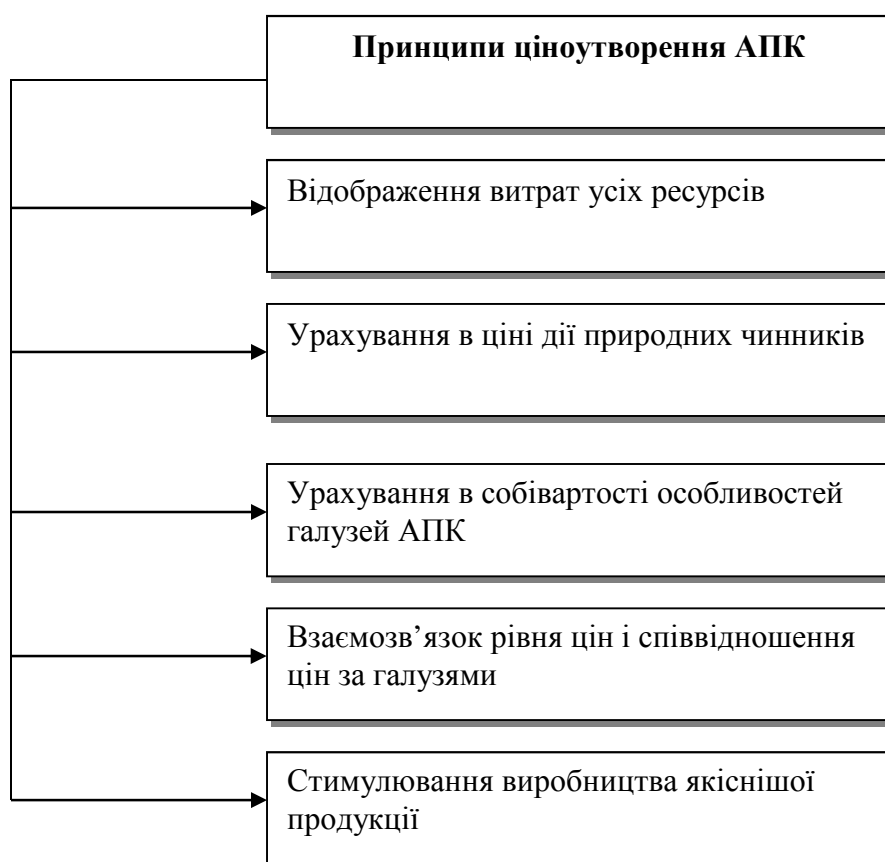 Принципи ціноутворення АПК
Відображення витрат усіх ресурсів
Урахування в ціні дії природних чинників
Урахування в собівартості особливостей
галузей АПК
Взаємозв’язок рівня цін і співвідношення
цін за галузями
Стимулювання виробництва якіснішої
продукції